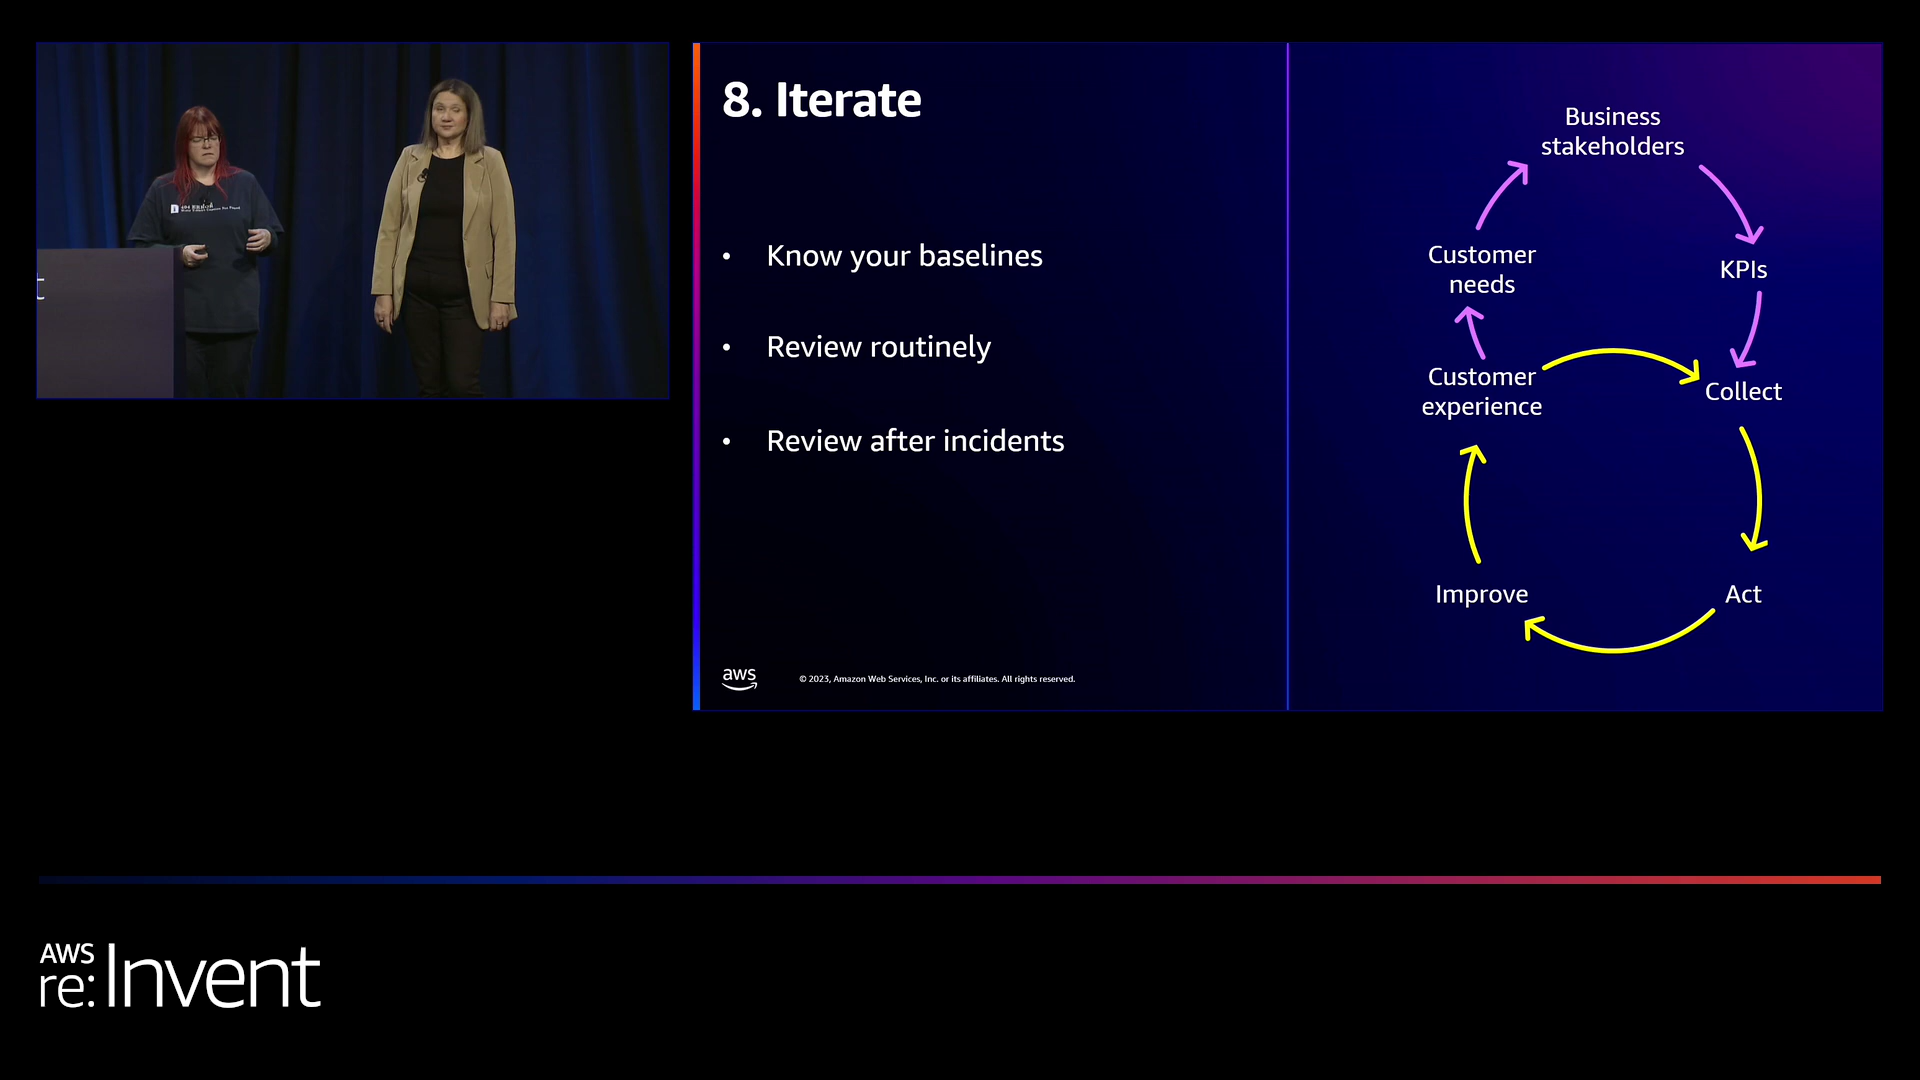 t
8. Iterate
• Know your baselines
• Review routinely
• Review after incidents
aws
© 2023, Amazon Web Services, Inc. or its affiliates. All rights reserved.
Business
stakeholders
KPIs
Collect
Act
Improve
Customer
experience
Customer
needs
AWS
re:Invent